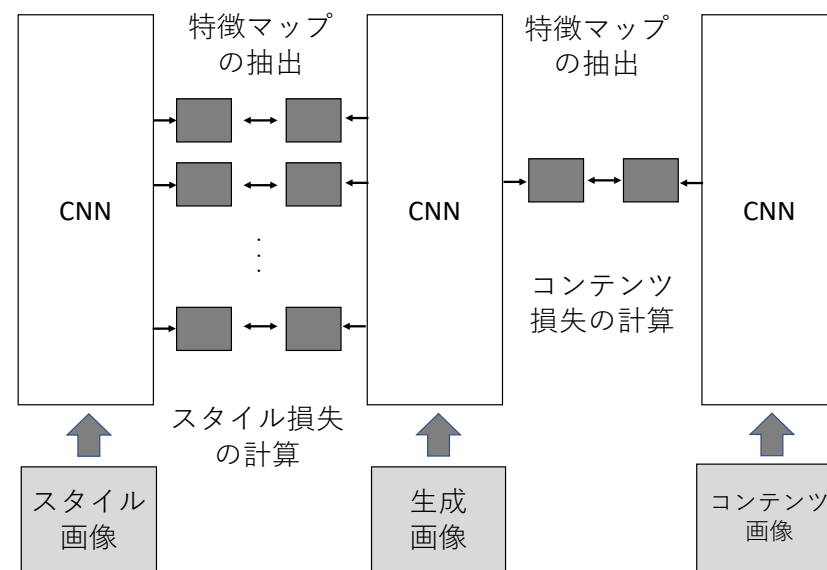 特徴マップ
の抽出
特徴マップ
の抽出
CNN
CNN
CNN
. . .
コンテンツ
損失の計算
スタイル損失
の計算
スタイル
画像
生成
画像
コンテンツ
画像